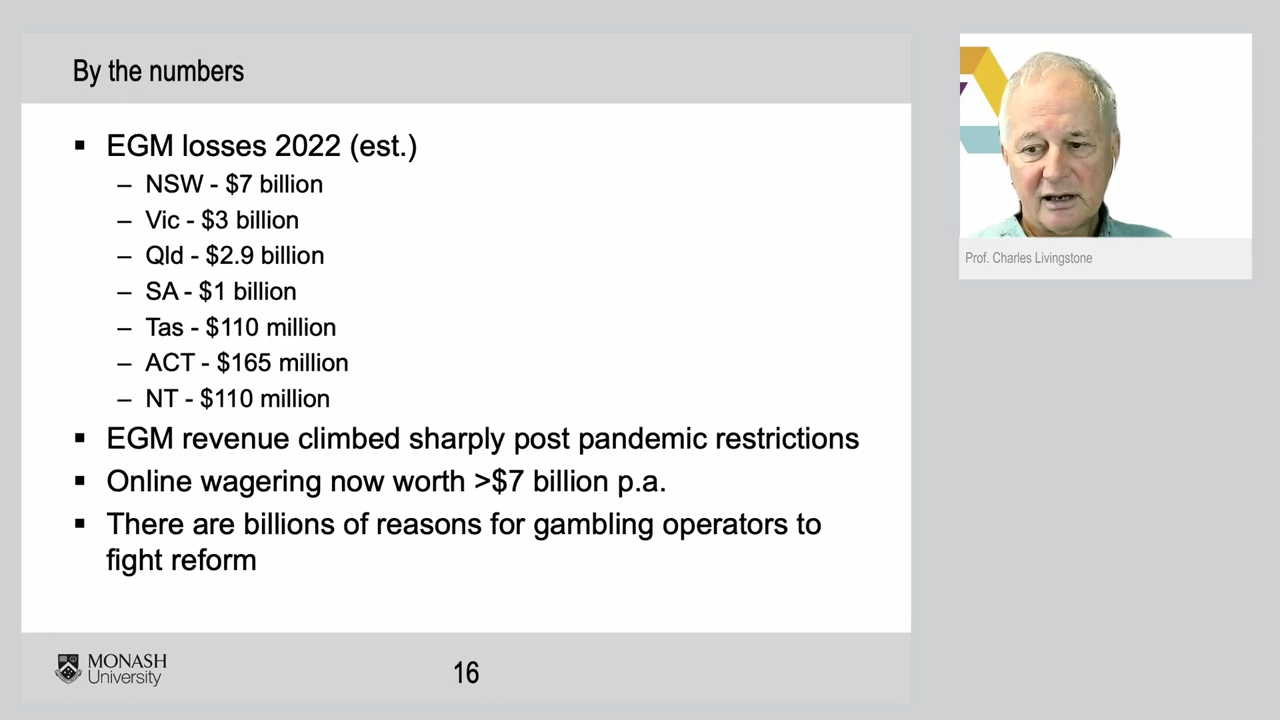 By the numbers
▪ EGM losses 2022 (est.)
– NSW - $7 billion
– Vic - $3 billion
– Qld - $2.9 billion
– SA - $1 billion
– Tas - $110 million
– ACT - $165 million
– NT - $110 million
▪ EGM revenue climbed sharply post pandemic restrictions
▪ Online wagering now worth >$7 billion p.a.
▪ There are billions of reasons for gambling operators to
fight reform
MONASH
University
16
Prof. Charles Livingstone